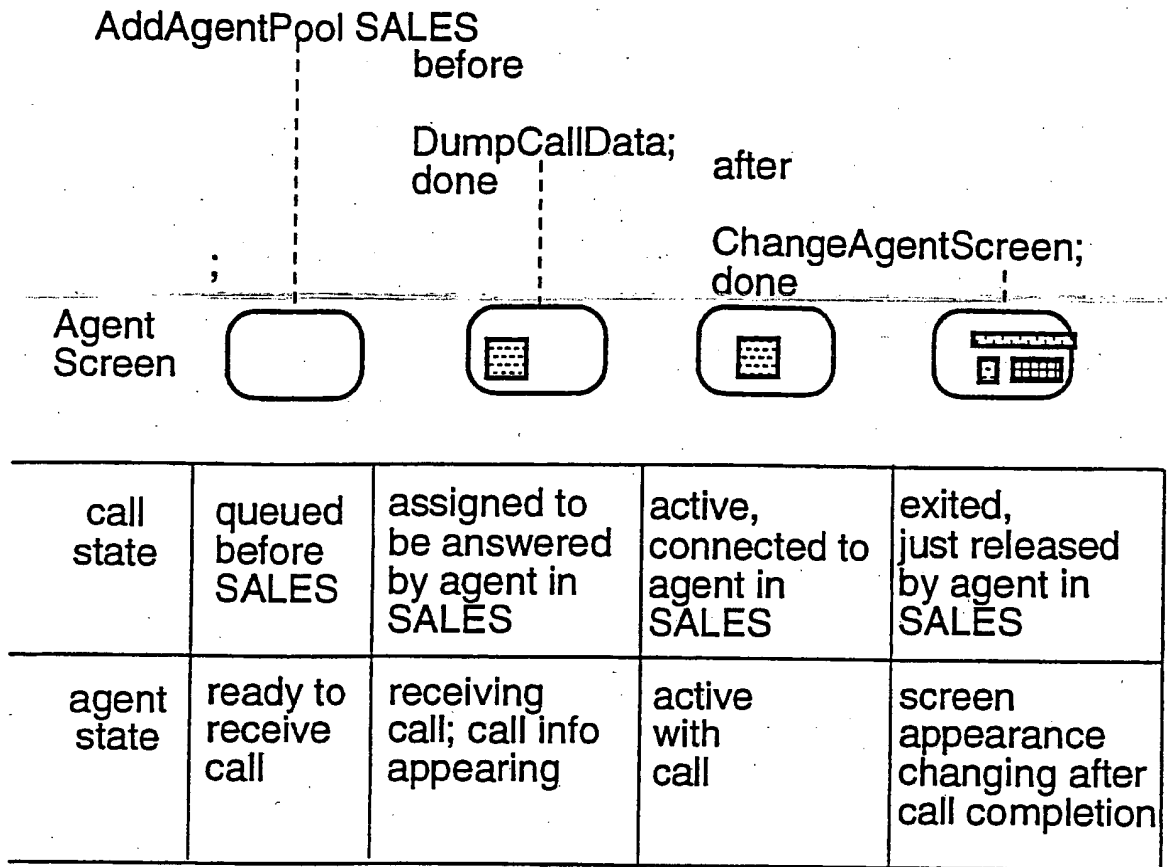 AddAgentPool SALES
before
DumpCallData;
done
after
ChangeAgentScreen;
done
;
Agent
Screen
call
state
queued
before
SALES
assigned to
be answered
by agent in
SALES
active,
connected to
agent in
SALES
exited,
just released
by agent in
SALES
agent
state
ready to
receive
call
receiving
call; call info
appearing
active
with
call
screen
appearance
changing after
call completion